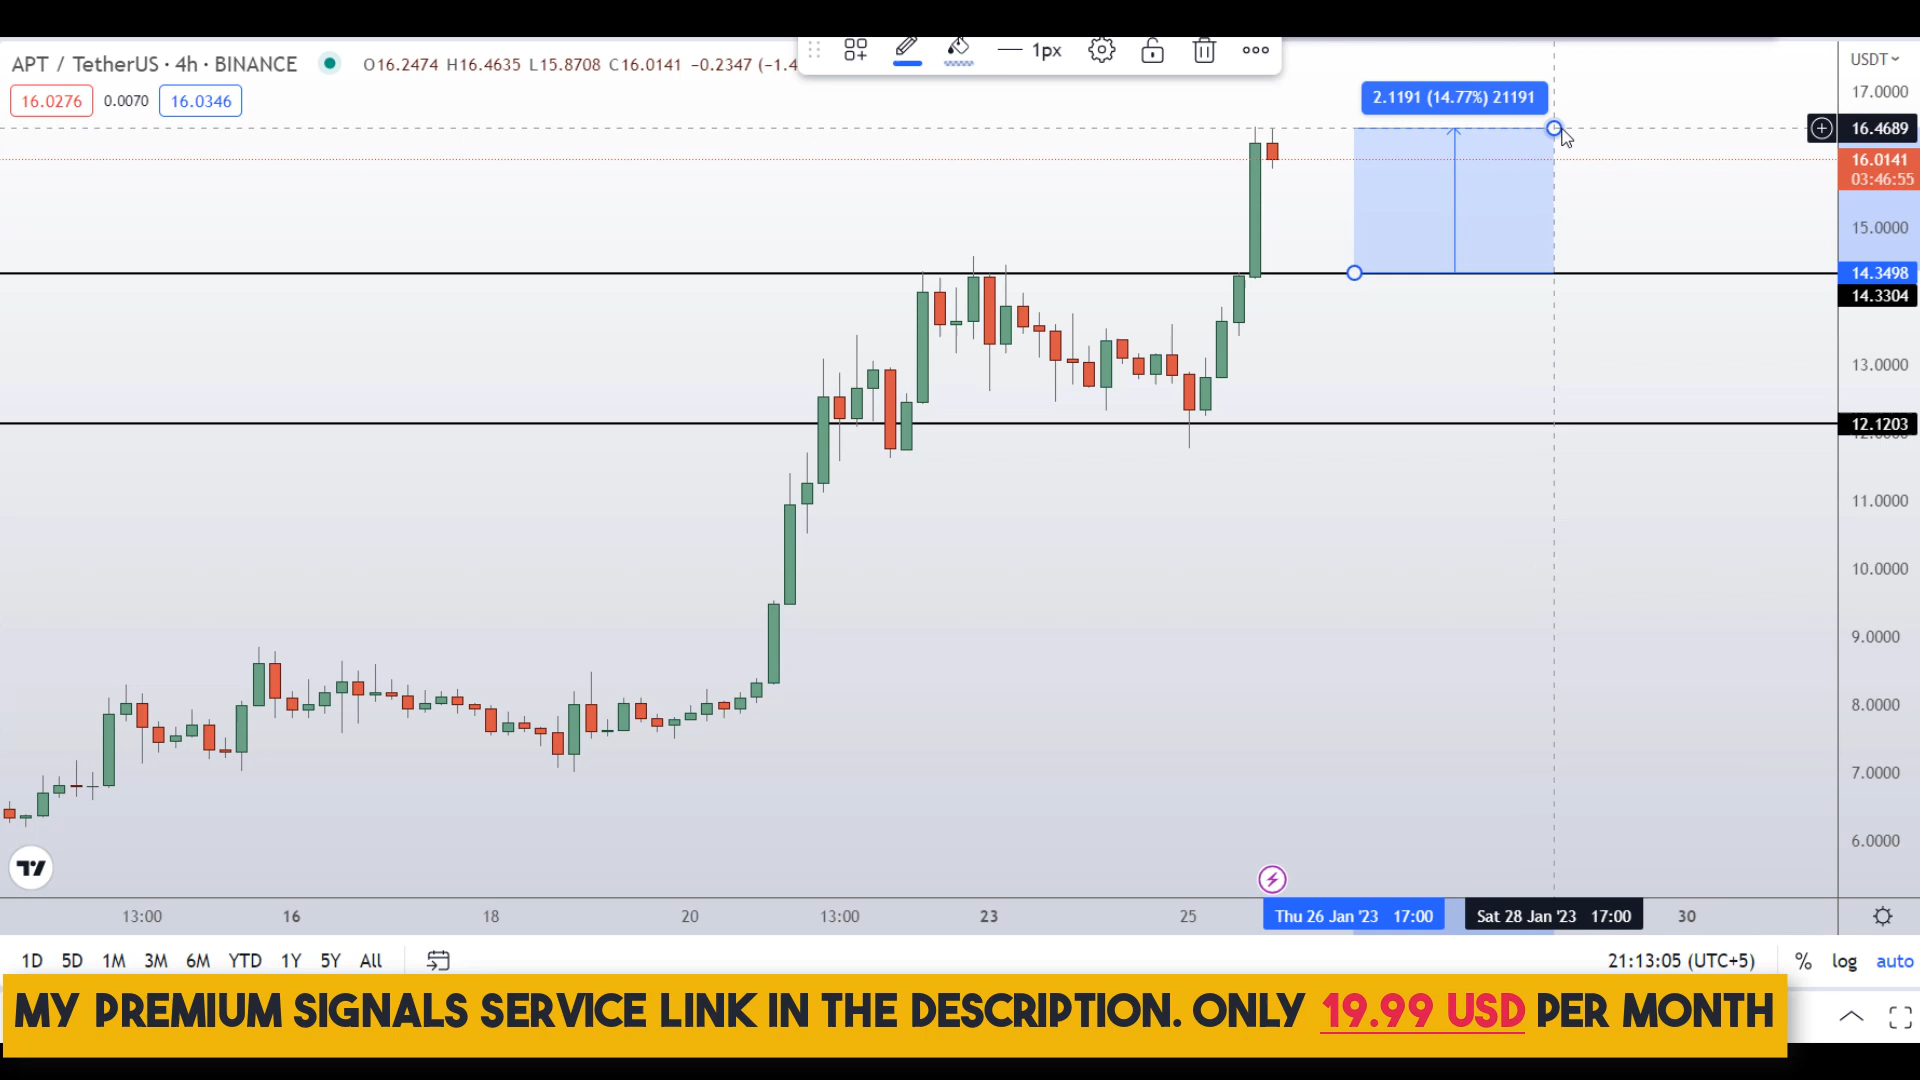 APT / TetherUS · 4h · BINANCE O16.2474 H16.4635 L15.8708 C16.0141 −0.2347 (−1.4
1px
USDT
16.0276 0.0070 16.0346
2.1191 (14.77%) 21191
17.0000
16.4689
16.0141
03:46:55
15.0000
14.3498
14.3304
13.0000
12.1203
12.0000
11.0000
10.0000
9.0000
8.0000
7.0000
6.0000
13:00 16 18 20 13:00 23 25 Thu 26 Jan '23 17:00 Sat 28 Jan '23 17:00 30
1D 5D 1M 3M 6M YTD 1Y 5Y All 21:13:05 (UTC+5) % log auto
MY PREMIUM SIGNALS SERVICE LINK IN THE DESCRIPTION. ONLY 19.99 USD PER MONTH